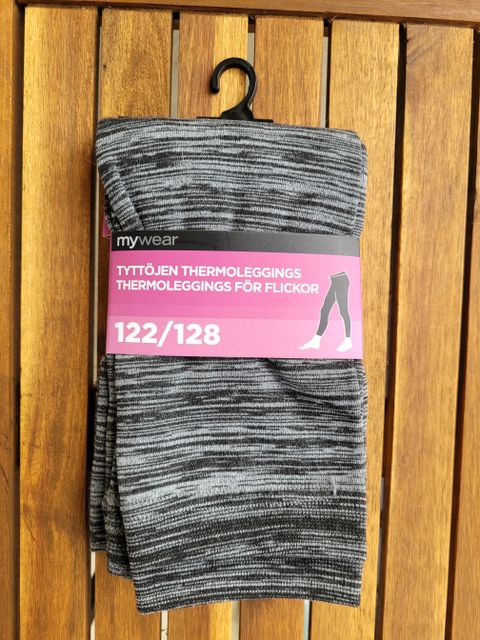 mywear
TYTTÖJEN THERMOLEGGINGS
THERMOLEGGINGS FÖR FLICKOR
122/128